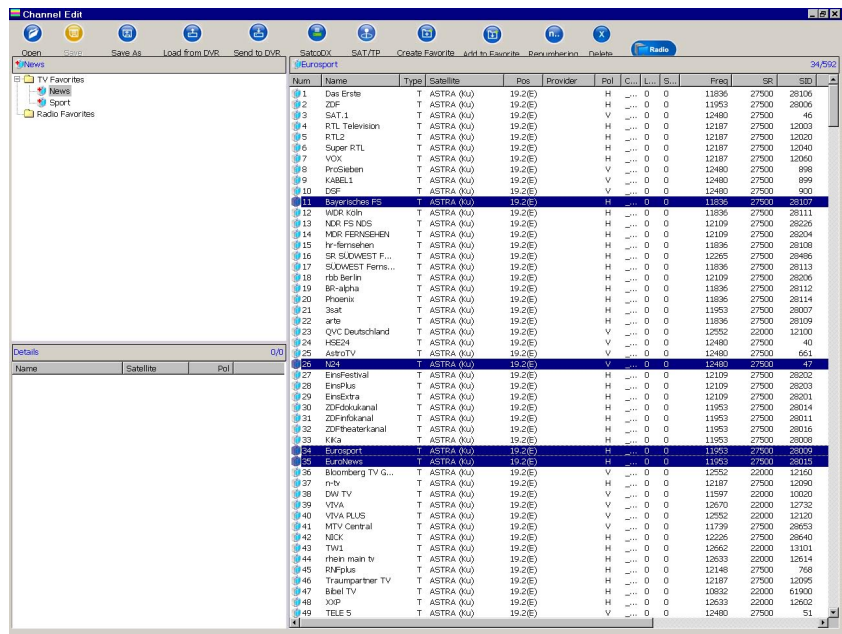 Channel Edit
Open Save Save As Load from DVR Send to DVR SatcoDX SAT/TP Create Favorite Add to Favorite Renumbering Delete Radio
News
TV Favorites
News
Sport
Radio Favorites
Details 0/0
Name Satellite Pol
Eurosport 34/592
Num Name Type Satellite Pos Provider Pol C... L... S... Freq SR SID
1 Das Erste T ASTRA (Ku) 19.2(E) H _... 0 0 11836 27500 28106
2 ZDF T ASTRA (Ku) 19.2(E) H _... 0 0 11953 27500 28006
3 SAT.1 T ASTRA (Ku) 19.2(E) V _... 0 0 12480 27500 46
4 RTL Television T ASTRA (Ku) 19.2(E) H _... 0 0 12187 27500 12003
5 RTL2 T ASTRA (Ku) 19.2(E) H _... 0 0 12187 27500 12020
6 Super RTL T ASTRA (Ku) 19.2(E) H _... 0 0 12187 27500 12040
7 VOX T ASTRA (Ku) 19.2(E) H _... 0 0 12187 27500 12060
8 ProSieben T ASTRA (Ku) 19.2(E) V _... 0 0 12480 27500 898
9 KABEL1 T ASTRA (Ku) 19.2(E) V _... 0 0 12480 27500 899
10 DSF T ASTRA (Ku) 19.2(E) V _... 0 0 12480 27500 900
11 Bayerisches FS T ASTRA (Ku) 19.2(E) H _... 0 0 11836 27500 28107
12 WDR Köln T ASTRA (Ku) 19.2(E) H _... 0 0 11836 27500 28111
13 NDR FS NDS T ASTRA (Ku) 19.2(E) H _... 0 0 12109 27500 28226
14 MDR FERNSEHEN T ASTRA (Ku) 19.2(E) H _... 0 0 12109 27500 28204
15 hr-fernsehen T ASTRA (Ku) 19.2(E) H _... 0 0 11836 27500 28108
16 SR SÜDWEST F... T ASTRA (Ku) 19.2(E) H _... 0 0 12265 27500 28486
17 SÜDWEST Ferns... T ASTRA (Ku) 19.2(E) H _... 0 0 11836 27500 28113
18 rbb Berlin T ASTRA (Ku) 19.2(E) H _... 0 0 12109 27500 28206
19 BR-alpha T ASTRA (Ku) 19.2(E) H _... 0 0 11836 27500 28112
20 Phoenix T ASTRA (Ku) 19.2(E) H _... 0 0 11836 27500 28114
21 3sat T ASTRA (Ku) 19.2(E) H _... 0 0 11953 27500 28007
22 arte T ASTRA (Ku) 19.2(E) H _... 0 0 11836 27500 28109
23 QVC Deutschland T ASTRA (Ku) 19.2(E) V _... 0 0 12552 22000 12100
24 HSE24 T ASTRA (Ku) 19.2(E) V _... 0 0 12480 27500 40
25 AstroTV T ASTRA (Ku) 19.2(E) V _... 0 0 12480 27500 661
26 N24 T ASTRA (Ku) 19.2(E) V _... 0 0 12480 27500 47
27 EinsFestival T ASTRA (Ku) 19.2(E) H _... 0 0 12109 27500 28202
28 EinsPlus T ASTRA (Ku) 19.2(E) H _... 0 0 12109 27500 28203
29 EinsExtra T ASTRA (Ku) 19.2(E) H _... 0 0 12109 27500 28201
30 ZDFdokukanal T ASTRA (Ku) 19.2(E) H _... 0 0 11953 27500 28014
31 ZDFinfokanal T ASTRA (Ku) 19.2(E) H _... 0 0 11953 27500 28011
32 ZDFtheaterkanal T ASTRA (Ku) 19.2(E) H _... 0 0 11953 27500 28016
33 KiKa T ASTRA (Ku) 19.2(E) H _... 0 0 11953 27500 28008
34 Eurosport T ASTRA (Ku) 19.2(E) H _... 0 0 11953 27500 28009
35 EuroNews T ASTRA (Ku) 19.2(E) H _... 0 0 11953 27500 28015
36 Bloomberg TV G... T ASTRA (Ku) 19.2(E) V _... 0 0 12552 22000 12160
37 n-tv T ASTRA (Ku) 19.2(E) H _... 0 0 12187 27500 12090
38 DW TV T ASTRA (Ku) 19.2(E) V _... 0 0 11597 22000 10020
39 VIVA T ASTRA (Ku) 19.2(E) V _... 0 0 12670 22000 12732
40 VIVA PLUS T ASTRA (Ku) 19.2(E) V _... 0 0 12552 22000 12120
41 MTV Central T ASTRA (Ku) 19.2(E) V _... 0 0 11739 27500 28653
42 NICK T ASTRA (Ku) 19.2(E) H _... 0 0 12226 27500 28640
43 TW1 T ASTRA (Ku) 19.2(E) H _... 0 0 12662 22000 13101
44 rhein main tv T ASTRA (Ku) 19.2(E) H _... 0 0 12633 22000 12614
45 RNFplus T ASTRA (Ku) 19.2(E) H _... 0 0 12148 27500 768
46 Traumpartner TV T ASTRA (Ku) 19.2(E) H _... 0 0 12187 27500 12095
47 Bibel TV T ASTRA (Ku) 19.2(E) H _... 0 0 10832 22000 61900
48 XXP T ASTRA (Ku) 19.2(E) H _... 0 0 12633 22000 12602
49 TELE 5 T ASTRA (Ku) 19.2(E) V _... 0 0 12480 27500 51